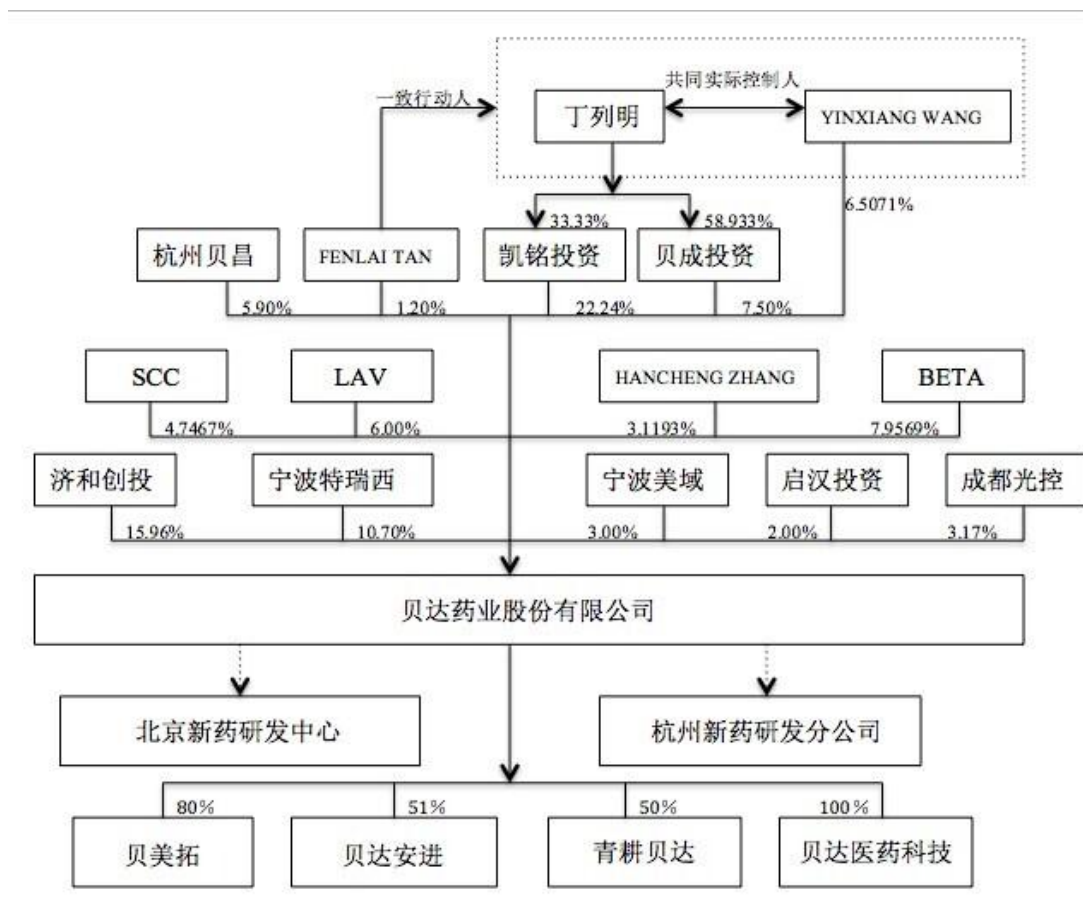 共同实际控制人
一致行动人
丁列明
YINXIANG WANG
6.5071%
33.33%
58.933%
杭州贝昌
FENLAI TAN
凯铭投资
贝成投资
5.90%
1.20%
22.24%
7.50%
SCC
LAV
HANCHENG ZHANG
BETA
4.7467%
6.00%
3.1193%
7.9569%
济和创投
宁波特瑞西
宁波美域
启汉投资
成都光控
15.96%
10.70%
3.00%
2.00%
3.17%
贝达药业股份有限公司
北京新药研发中心
杭州新药研发分公司
80%
51%
50%
100%
贝美拓
贝达安进
青耕贝达
贝达医药科技